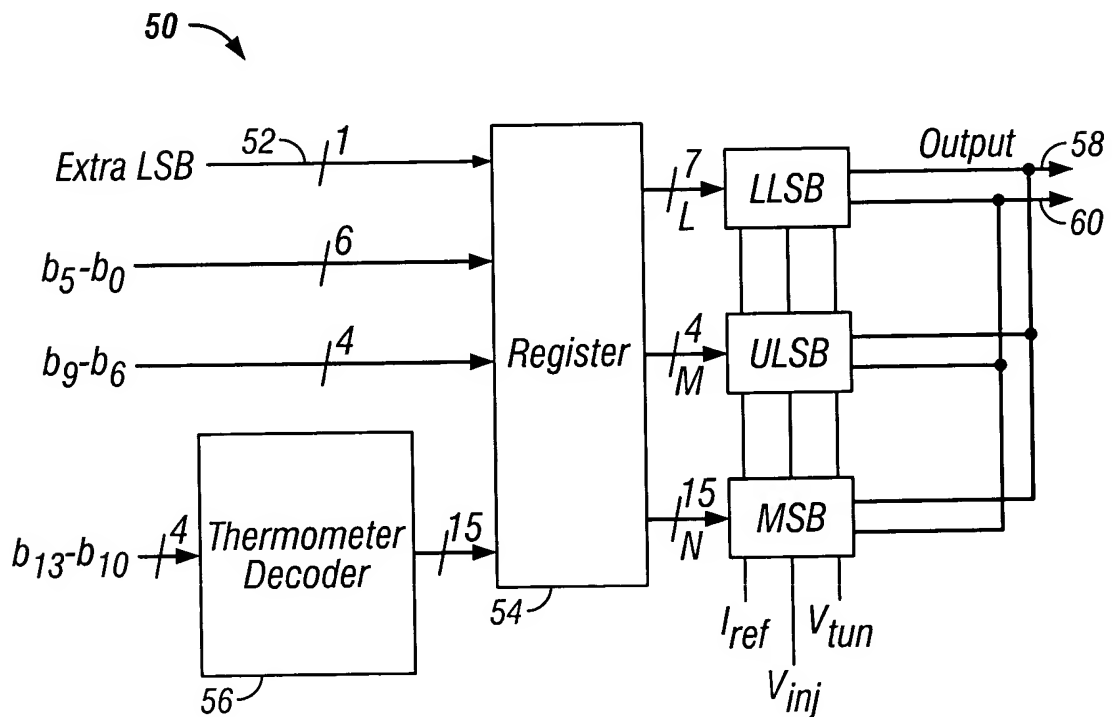 50
Extra LSB
52
1
b5-b0
6
b9-b6
4
b13-b10
4
Thermometer
Decoder
56
15
Register
54
7
L
4
M
15
N
LLSB
ULSB
MSB
Output
58
60
Iref
Vtun
Vinj